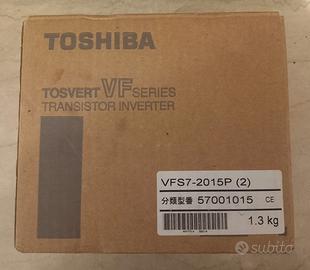 TOSHIBA
TOSVERT VF SERIES
TRANSISTOR INVERTER
VFS7-2015P (2)
分類型番 57001015 CE
1.3 kg
subito